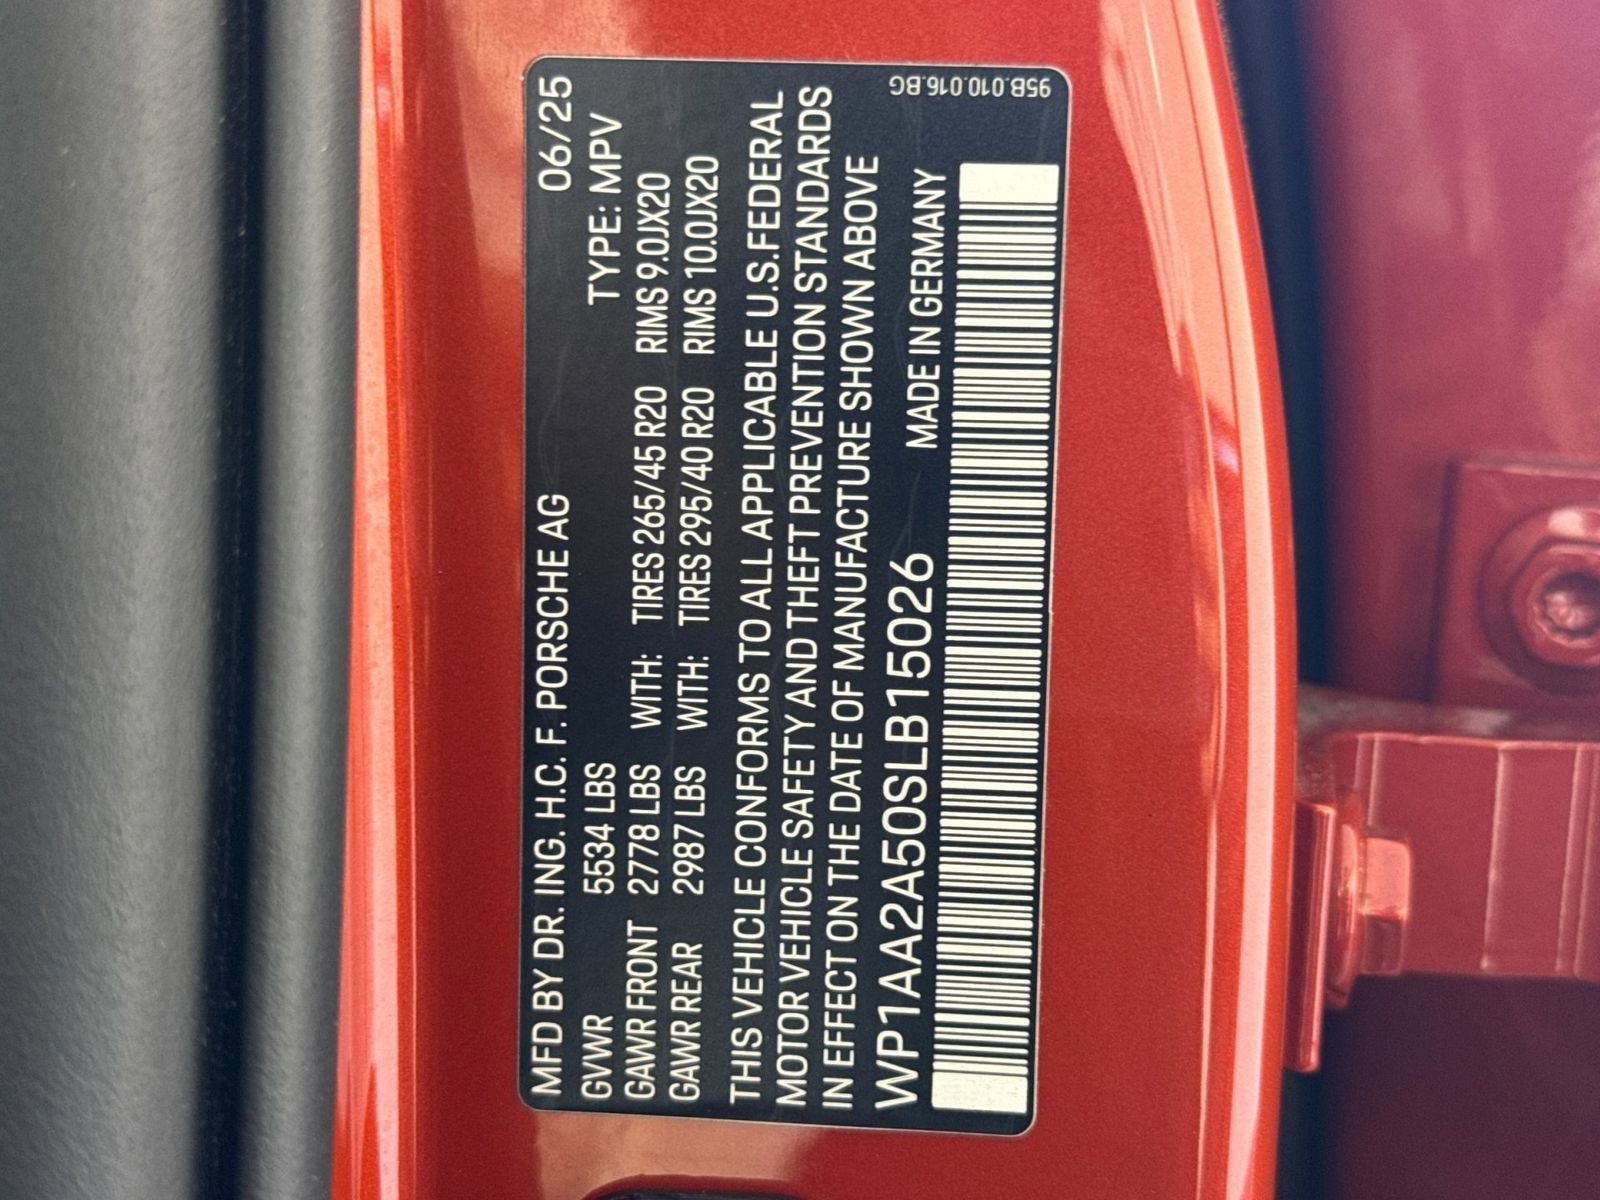 MFD BY DR. ING. H.C. F. PORSCHE AG 06/25
GVWR 5534 LBS TYPE: MPV
GAWR FRONT 2778 LBS WITH: TIRES 265/45 R20 RIMS 9.0JX20
GAWR REAR 2987 LBS WITH: TIRES 295/40 R20 RIMS 10.0JX20
THIS VEHICLE CONFORMS TO ALL APPLICABLE U.S.FEDERAL
MOTOR VEHICLE SAFETY AND THEFT PREVENTION STANDARDS
IN EFFECT ON THE DATE OF MANUFACTURE SHOWN ABOVE
WP1AA2A50SLB15026 MADE IN GERMANY
95B.010.016.BG